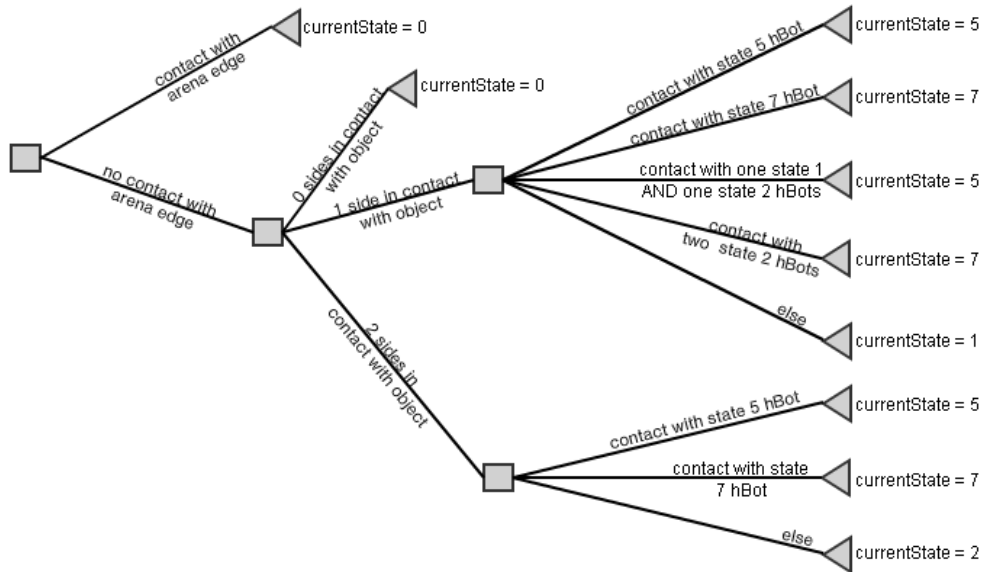 contact with
arena edge
currentState = 0
no contact with
arena edge
0 sides in contact
with object
currentState = 0
1 side in contact
with object
contact with state 5 hBot
currentState = 5
contact with state 7 hBot
currentState = 7
contact with one state 1
AND one state 2 hBots
currentState = 5
contact with
two state 2 hBots
currentState = 7
else
currentState = 1
2 sides in
contact with object
contact with state 5 hBot
currentState = 5
contact with state
7 hBot
currentState = 7
else
currentState = 2